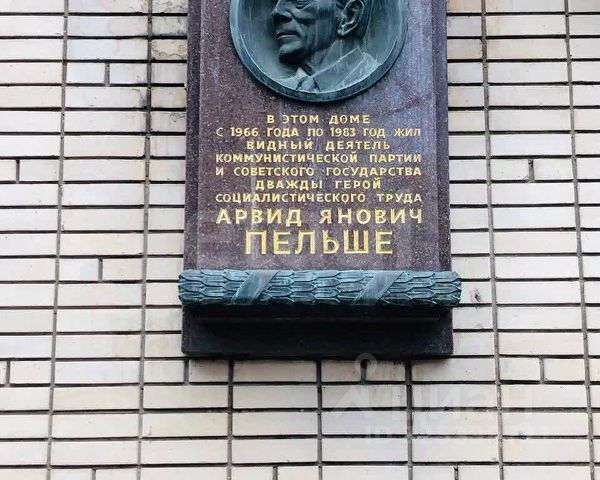 В ЭТОМ ДОМЕ
С 1966 ГОДА ПО 1983 ГОД ЖИЛ
ВИДНЫЙ ДЕЯТЕЛЬ
КОММУНИСТИЧЕСКОЙ ПАРТИИ
И СОВЕТСКОГО ГОСУДАРСТВА
ДВАЖДЫ ГЕРОЙ
СОЦИАЛИСТИЧЕСКОГО ТРУДА
АРВИД ЯНОВИЧ
ПЕЛЬШЕ
ЦИАН